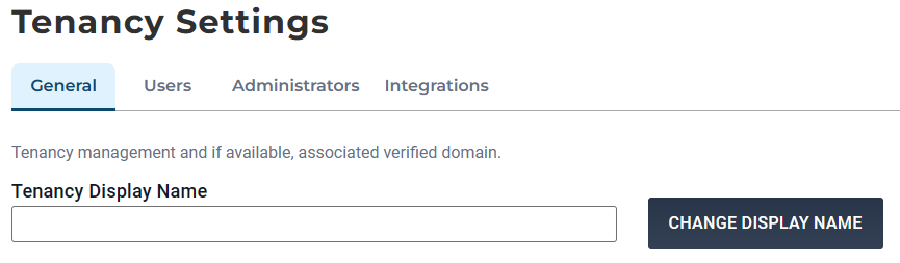 Tenancy Settings
General Users Administrators Integrations
Tenancy management and if available, associated verified domain.
Tenancy Display Name
CHANGE DISPLAY NAME